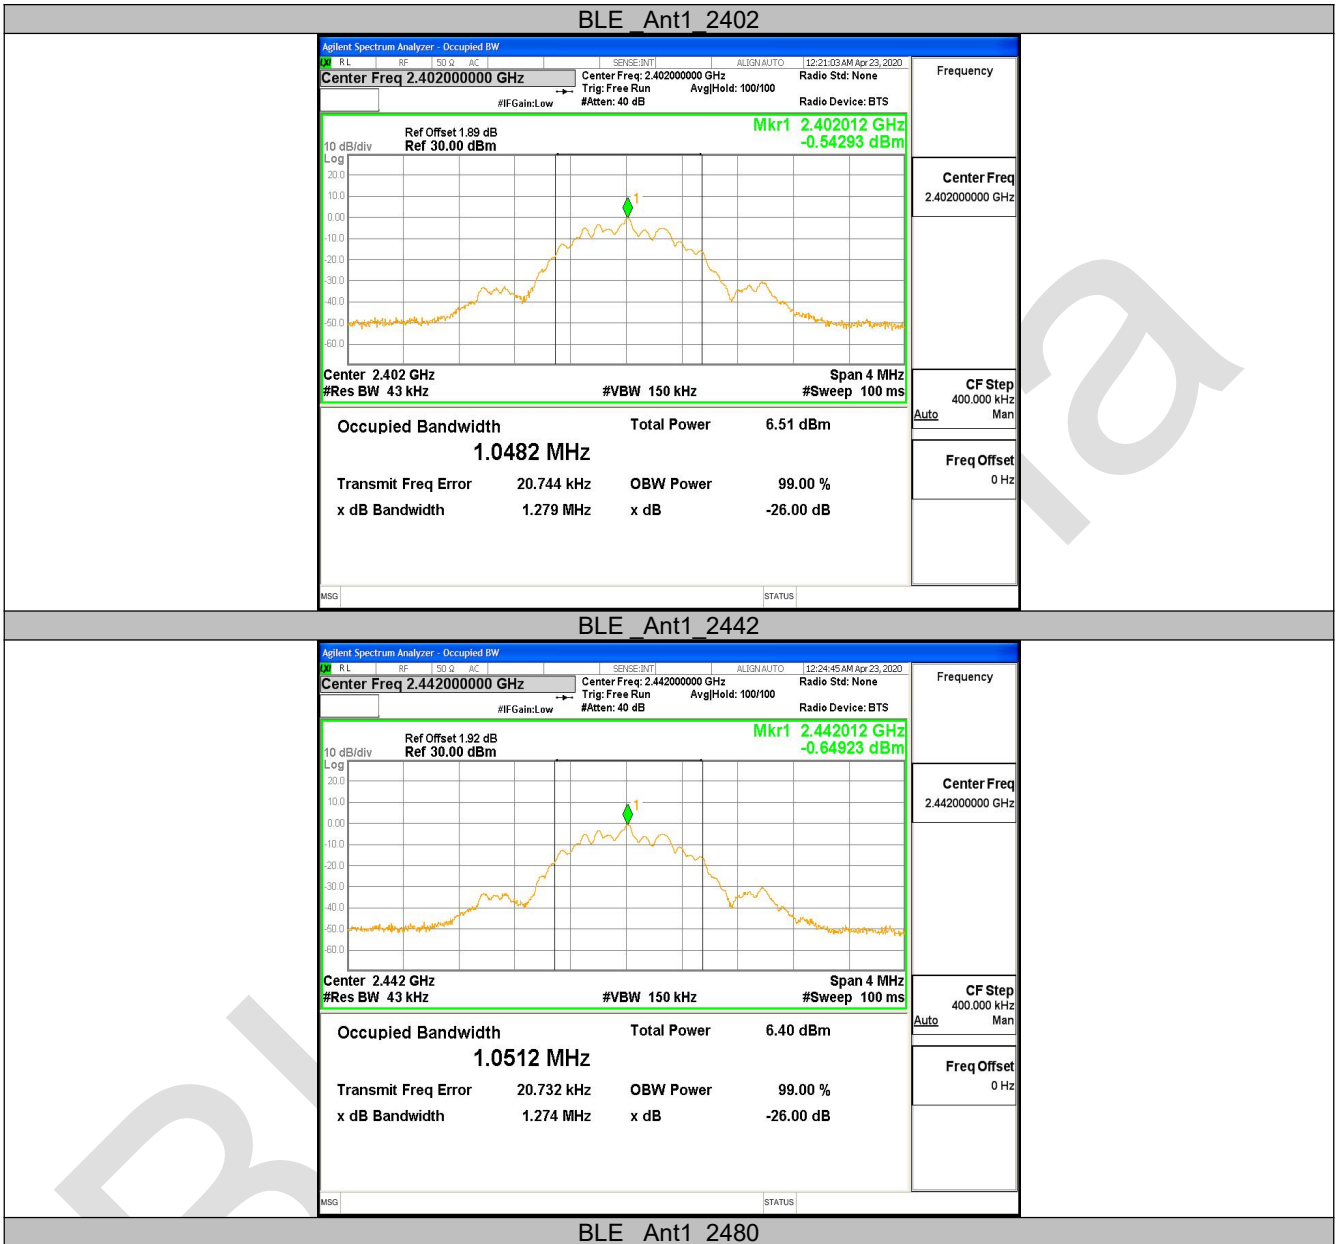 BLE _Ant1_2402
Agilent Spectrum Analyzer - Occupied BW
LXI RL RF 50 Ω AC SENSE:INT ALIGNAUTO 12:21:03 AM Apr 23, 2020
Center Freq 2.402000000 GHz
Center Freq: 2.402000000 GHz
Radio Std: None
Trig: Free Run Avg|Hold: 100/100
#IFGain:Low #Atten: 40 dB Radio Device: BTS
Frequency
Mkr1 2.402012 GHz
-0.54293 dBm
Ref Offset 1.89 dB
10 dB/div Ref 30.00 dBm
Log
20.0
10.0
0.00
-10.0
-20.0
-30.0
-40.0
-50.0
-60.0
1
Center Freq
2.402000000 GHz
Center 2.402 GHz Span 4 MHz
#Res BW 43 kHz #VBW 150 kHz #Sweep 100 ms
CF Step
400.000 kHz
Auto Man
Occupied Bandwidth Total Power 6.51 dBm
1.0482 MHz
Transmit Freq Error 20.744 kHz OBW Power 99.00 %
x dB Bandwidth 1.279 MHz x dB -26.00 dB
Freq Offset
0 Hz
MSG STATUS
BLE _Ant1_2442
Agilent Spectrum Analyzer - Occupied BW
LXI RL RF 50 Ω AC SENSE:INT ALIGNAUTO 12:24:45 AM Apr 23, 2020
Center Freq 2.442000000 GHz
Center Freq: 2.442000000 GHz
Radio Std: None
Trig: Free Run Avg|Hold: 100/100
#IFGain:Low #Atten: 40 dB Radio Device: BTS
Frequency
Mkr1 2.442012 GHz
-0.64923 dBm
Ref Offset 1.92 dB
10 dB/div Ref 30.00 dBm
Log
20.0
10.0
0.00
-10.0
-20.0
-30.0
-40.0
-50.0
-60.0
1
Center Freq
2.442000000 GHz
Center 2.442 GHz Span 4 MHz
#Res BW 43 kHz #VBW 150 kHz #Sweep 100 ms
CF Step
400.000 kHz
Auto Man
Occupied Bandwidth Total Power 6.40 dBm
1.0512 MHz
Transmit Freq Error 20.732 kHz OBW Power 99.00 %
x dB Bandwidth 1.274 MHz x dB -26.00 dB
Freq Offset
0 Hz
MSG STATUS
BLE _Ant1_2480